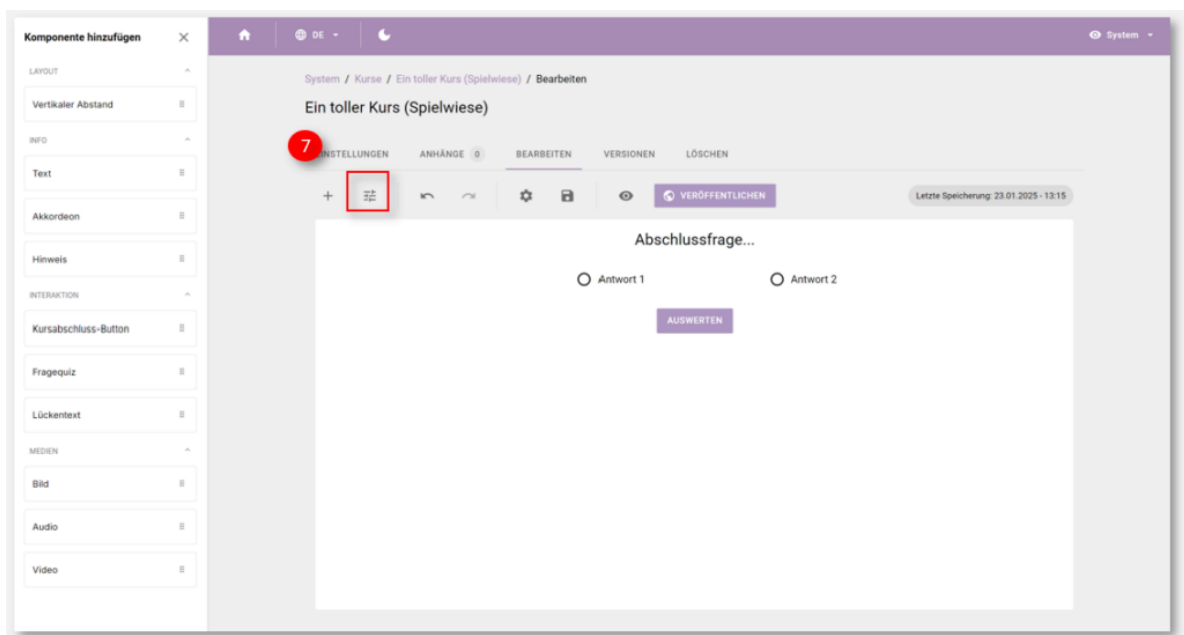 Komponente hinzufügen
LAYOUT
Vertikaler Abstand
INFO
Text
Akkordeon
Hinweis
INTERAKTION
Kursabschluss-Button
Fragequiz
Lückentext
MEDIEN
Bild
Audio
Video
DE
System
System / Kurse / Ein toller Kurs (Spielwiese) / Bearbeiten
Ein toller Kurs (Spielwiese)
7
EINSTELLUNGEN ANHÄNGE 0 BEARBEITEN VERSIONEN LÖSCHEN
VERÖFFENTLICHEN Letzte Speicherung: 23.01.2025 - 13:15
Abschlussfrage...
Antwort 1 Antwort 2
AUSWERTEN